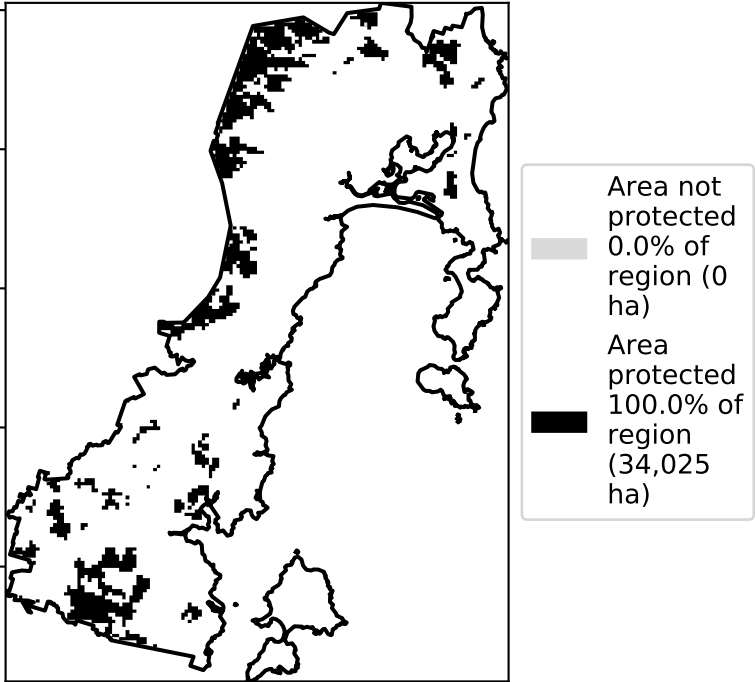 Area not
protected
0.0% of
region (0
ha)
Area
protected
100.0% of
region
(34,025
ha)